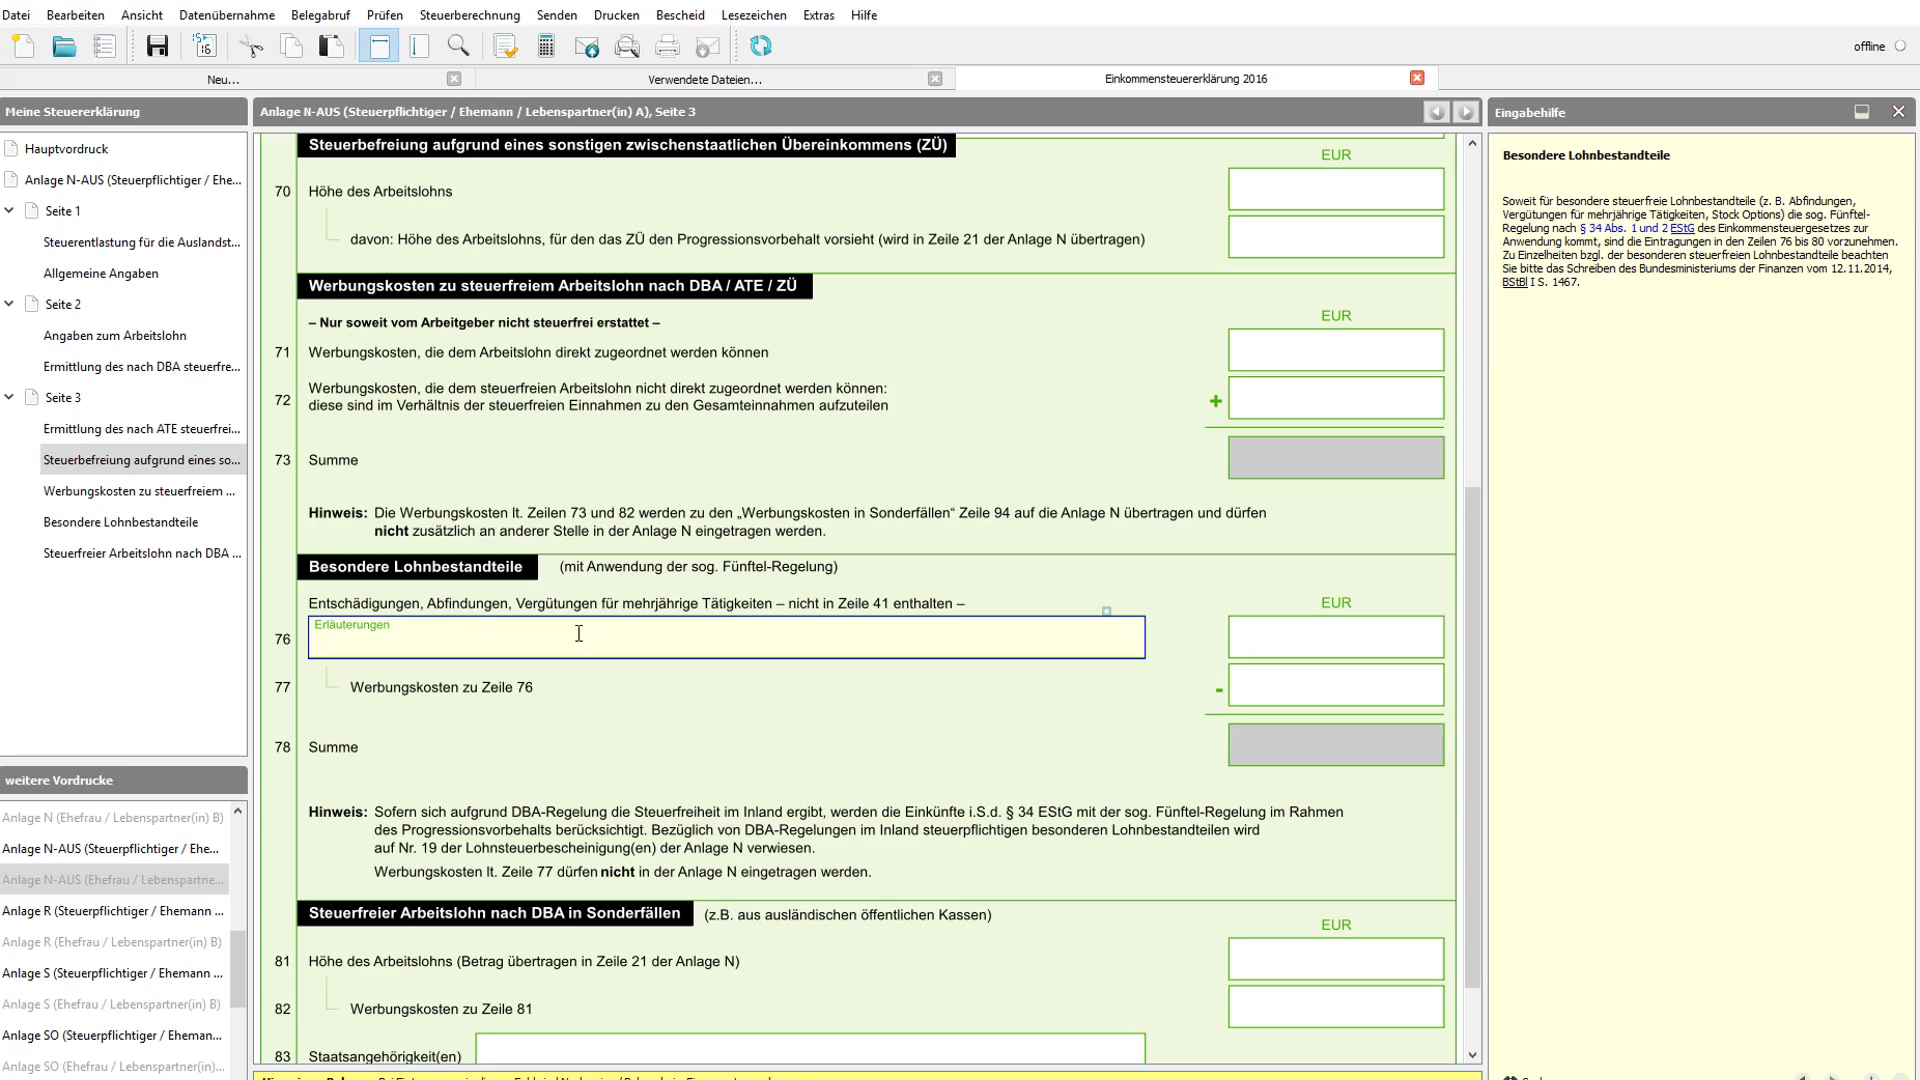 Datei Bearbeiten Ansicht Datenübernahme Belegabruf Prüfen Steuerberechnung Senden Drucken Bescheid Lesezeichen Extras Hilfe
offline
Neu... Verwendete Dateien... Einkommensteuererklärung 2016
Meine Steuererklärung
Hauptvordruck
Anlage N-AUS (Steuerpflichtiger / Ehe...
Seite 1
Steuerentlastung für die Auslandst...
Allgemeine Angaben
Seite 2
Angaben zum Arbeitslohn
Ermittlung des nach DBA steuerfre...
Seite 3
Ermittlung des nach ATE steuerfrei...
Steuerbefreiung aufgrund eines so...
Werbungskosten zu steuerfreiem ...
Besondere Lohnbestandteile
Steuerfreier Arbeitslohn nach DBA ...
weitere Vordrucke
Anlage N (Efrau / Lebenspartner(in) B)
Anlage N-AUS (Steuerpflichtiger / Ehe...
Anlage N-AUS (Ehefrau / Lebenspartne...
Anlage R (Steuerpflichtiger / Ehemann ...
Anlage R (Ehefrau / Lebenspartner(in) B)
Anlage S (Steuerpflichtiger / Ehemann ...
Anlage S (Ehefrau / Lebenspartner(in) B)
Anlage SO (Steuerpflichtiger / Eheman...
Anlage SO (Ehefrau / Lebenspartner(in)...
Anlage N-AUS (Steuerpflichtiger / Ehemann / Lebenspartner(in) A), Seite 3
Steuerbefreiung aufgrund eines sonstigen zwischenstaatlichen Übereinkommens (ZÜ)
EUR
70 Höhe des Arbeitslohns
davon: Höhe des Arbeitslohns, für den das ZÜ den Progressionsvorbehalt vorsieht (wird in Zeile 21 der Anlage N übertragen)
Werbungskosten zu steuerfreiem Arbeitslohn nach DBA / ATE / ZÜ
EUR
– Nur soweit vom Arbeitgeber nicht steuerfrei erstattet –
71 Werbungskosten, die dem Arbeitslohn direkt zugeordnet werden können
Werbungskosten, die dem steuerfreien Arbeitslohn nicht direkt zugeordnet werden können:
72 diese sind im Verhältnis der steuerfreien Einnahmen zu den Gesamteinnahmen aufzuteilen +
73 Summe
Hinweis: Die Werbungskosten lt. Zeilen 73 und 82 werden zu den „Werbungskosten in Sonderfällen“ Zeile 94 auf die Anlage N übertragen und dürfen
nicht zusätzlich an anderer Stelle in der Anlage N eingetragen werden.
Besondere Lohnbestandteile (mit Anwendung der sog. Fünftel-Regelung)
Entschädigungen, Abfindungen, Vergütungen für mehrjährige Tätigkeiten – nicht in Zeile 41 enthalten –
EUR
Erläuterungen
76
77 Werbungskosten zu Zeile 76 -
78 Summe
Hinweis: Sofern sich aufgrund DBA-Regelung die Steuerfreiheit im Inland ergibt, werden die Einkünfte i.S.d. § 34 EStG mit der sog. Fünftel-Regelung im Rahmen
des Progressionsvorbehalts berücksichtigt. Bezüglich von DBA-Regelungen im Inland steuerpflichtigen besonderen Lohnbestandteilen wird
auf Nr. 19 der Lohnsteuerbescheinigung(en) der Anlage N verwiesen.
Werbungskosten lt. Zeile 77 dürfen nicht in der Anlage N eingetragen werden.
Steuerfreier Arbeitslohn nach DBA in Sonderfällen (z.B. aus ausländischen öffentlichen Kassen)
EUR
81 Höhe des Arbeitslohns (Betrag übertragen in Zeile 21 der Anlage N)
82 Werbungskosten zu Zeile 81
83 Staatsangehörigkeit(en)
Eingabehilfe
Besondere Lohnbestandteile
Soweit für besondere steuerfreie Lohnbestandteile (z. B. Abfindungen,
Vergütungen für mehrjährige Tätigkeiten, Stock Options) die sog. Fünftel-
Regelung nach § 34 Abs. 1 und 2 EStG des Einkommensteuergesetzes zur
Anwendung kommt, sind die Eintragungen in den Zeilen 76 bis 80 vorzunehmen.
Zu Einzelheiten bzgl. der besonderen steuerfreien Lohnbestandteile beachten
Sie bitte das Schreiben des Bundesministeriums der Finanzen vom 12.11.2014,
BStBl I S. 1467.